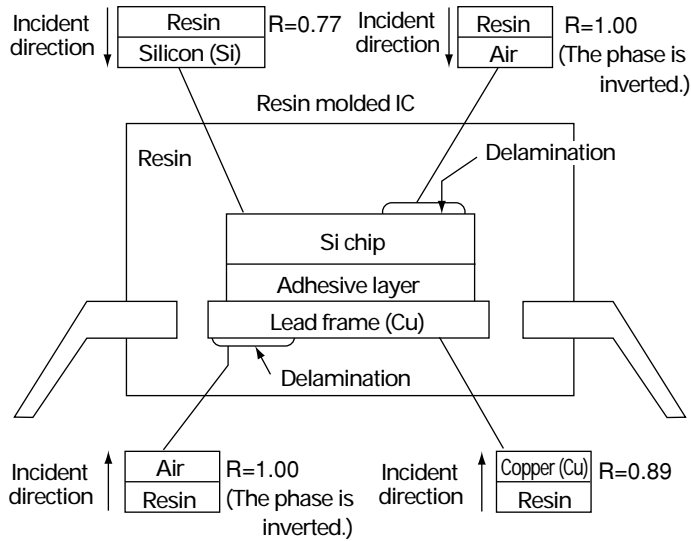 Incident
direction
Resin
Silicon (Si)
R=0.77
Incident
direction
Resin
Air
R=1.00
(The phase is
inverted.)
Resin molded IC
Resin
Delamination
Si chip
Adhesive layer
Lead frame (Cu)
Delamination
Incident
direction
Air
Resin
R=1.00
(The phase is
inverted.)
Incident
direction
Copper (Cu)
Resin
R=0.89